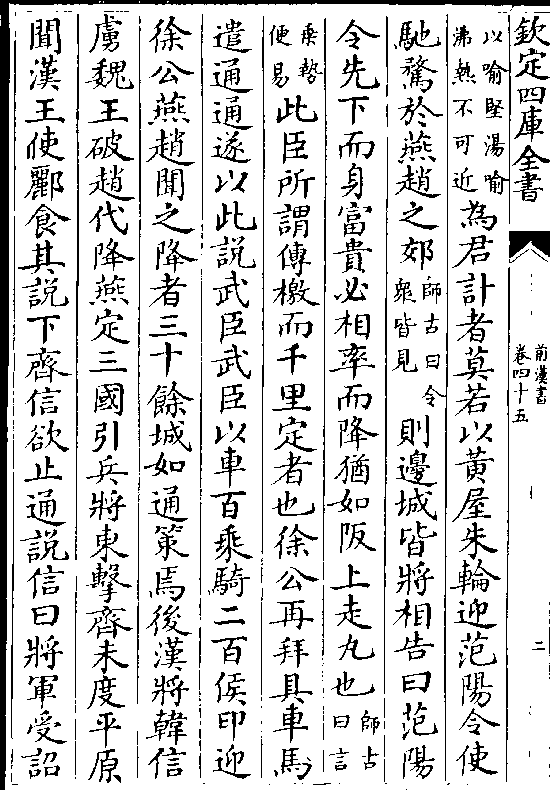 欽定四庫全書
前漢書
卷四十五
二
以喻堅湯喻
沸熱不可近
為君計者莫若以黃屋朱輪迎范陽令使
馳騖於燕趙之郊
師古曰令
衆皆見
則邊城皆將相告曰范陽
令先下而身富貴必相率而降猶如阪上走丸也
師古
曰言
乗勢
便易
此臣所謂傳檄而千里定者也徐公再拜具車馬
遣通通遂以此說武臣武臣以車百乘騎二百侯印迎
徐公燕趙聞之降者三十餘城如通策焉後漢將韓信
虜魏王破趙代降燕定三國引兵將東擊齊未度平原
聞漢王使酈食其說下齊信欲止通說信曰將軍受詔